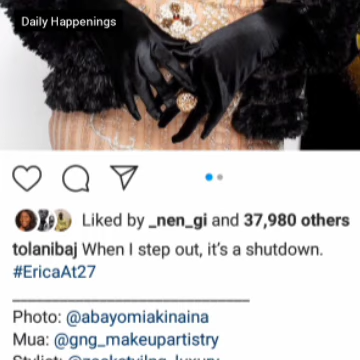 Daily Happenings
Liked by _nen_gi and 37,980 others
tolanibaj When I step out, it's a shutdown.
#EricaAt27
Photo: @abayomiakinaina
Mua: @gng_makeupartistry